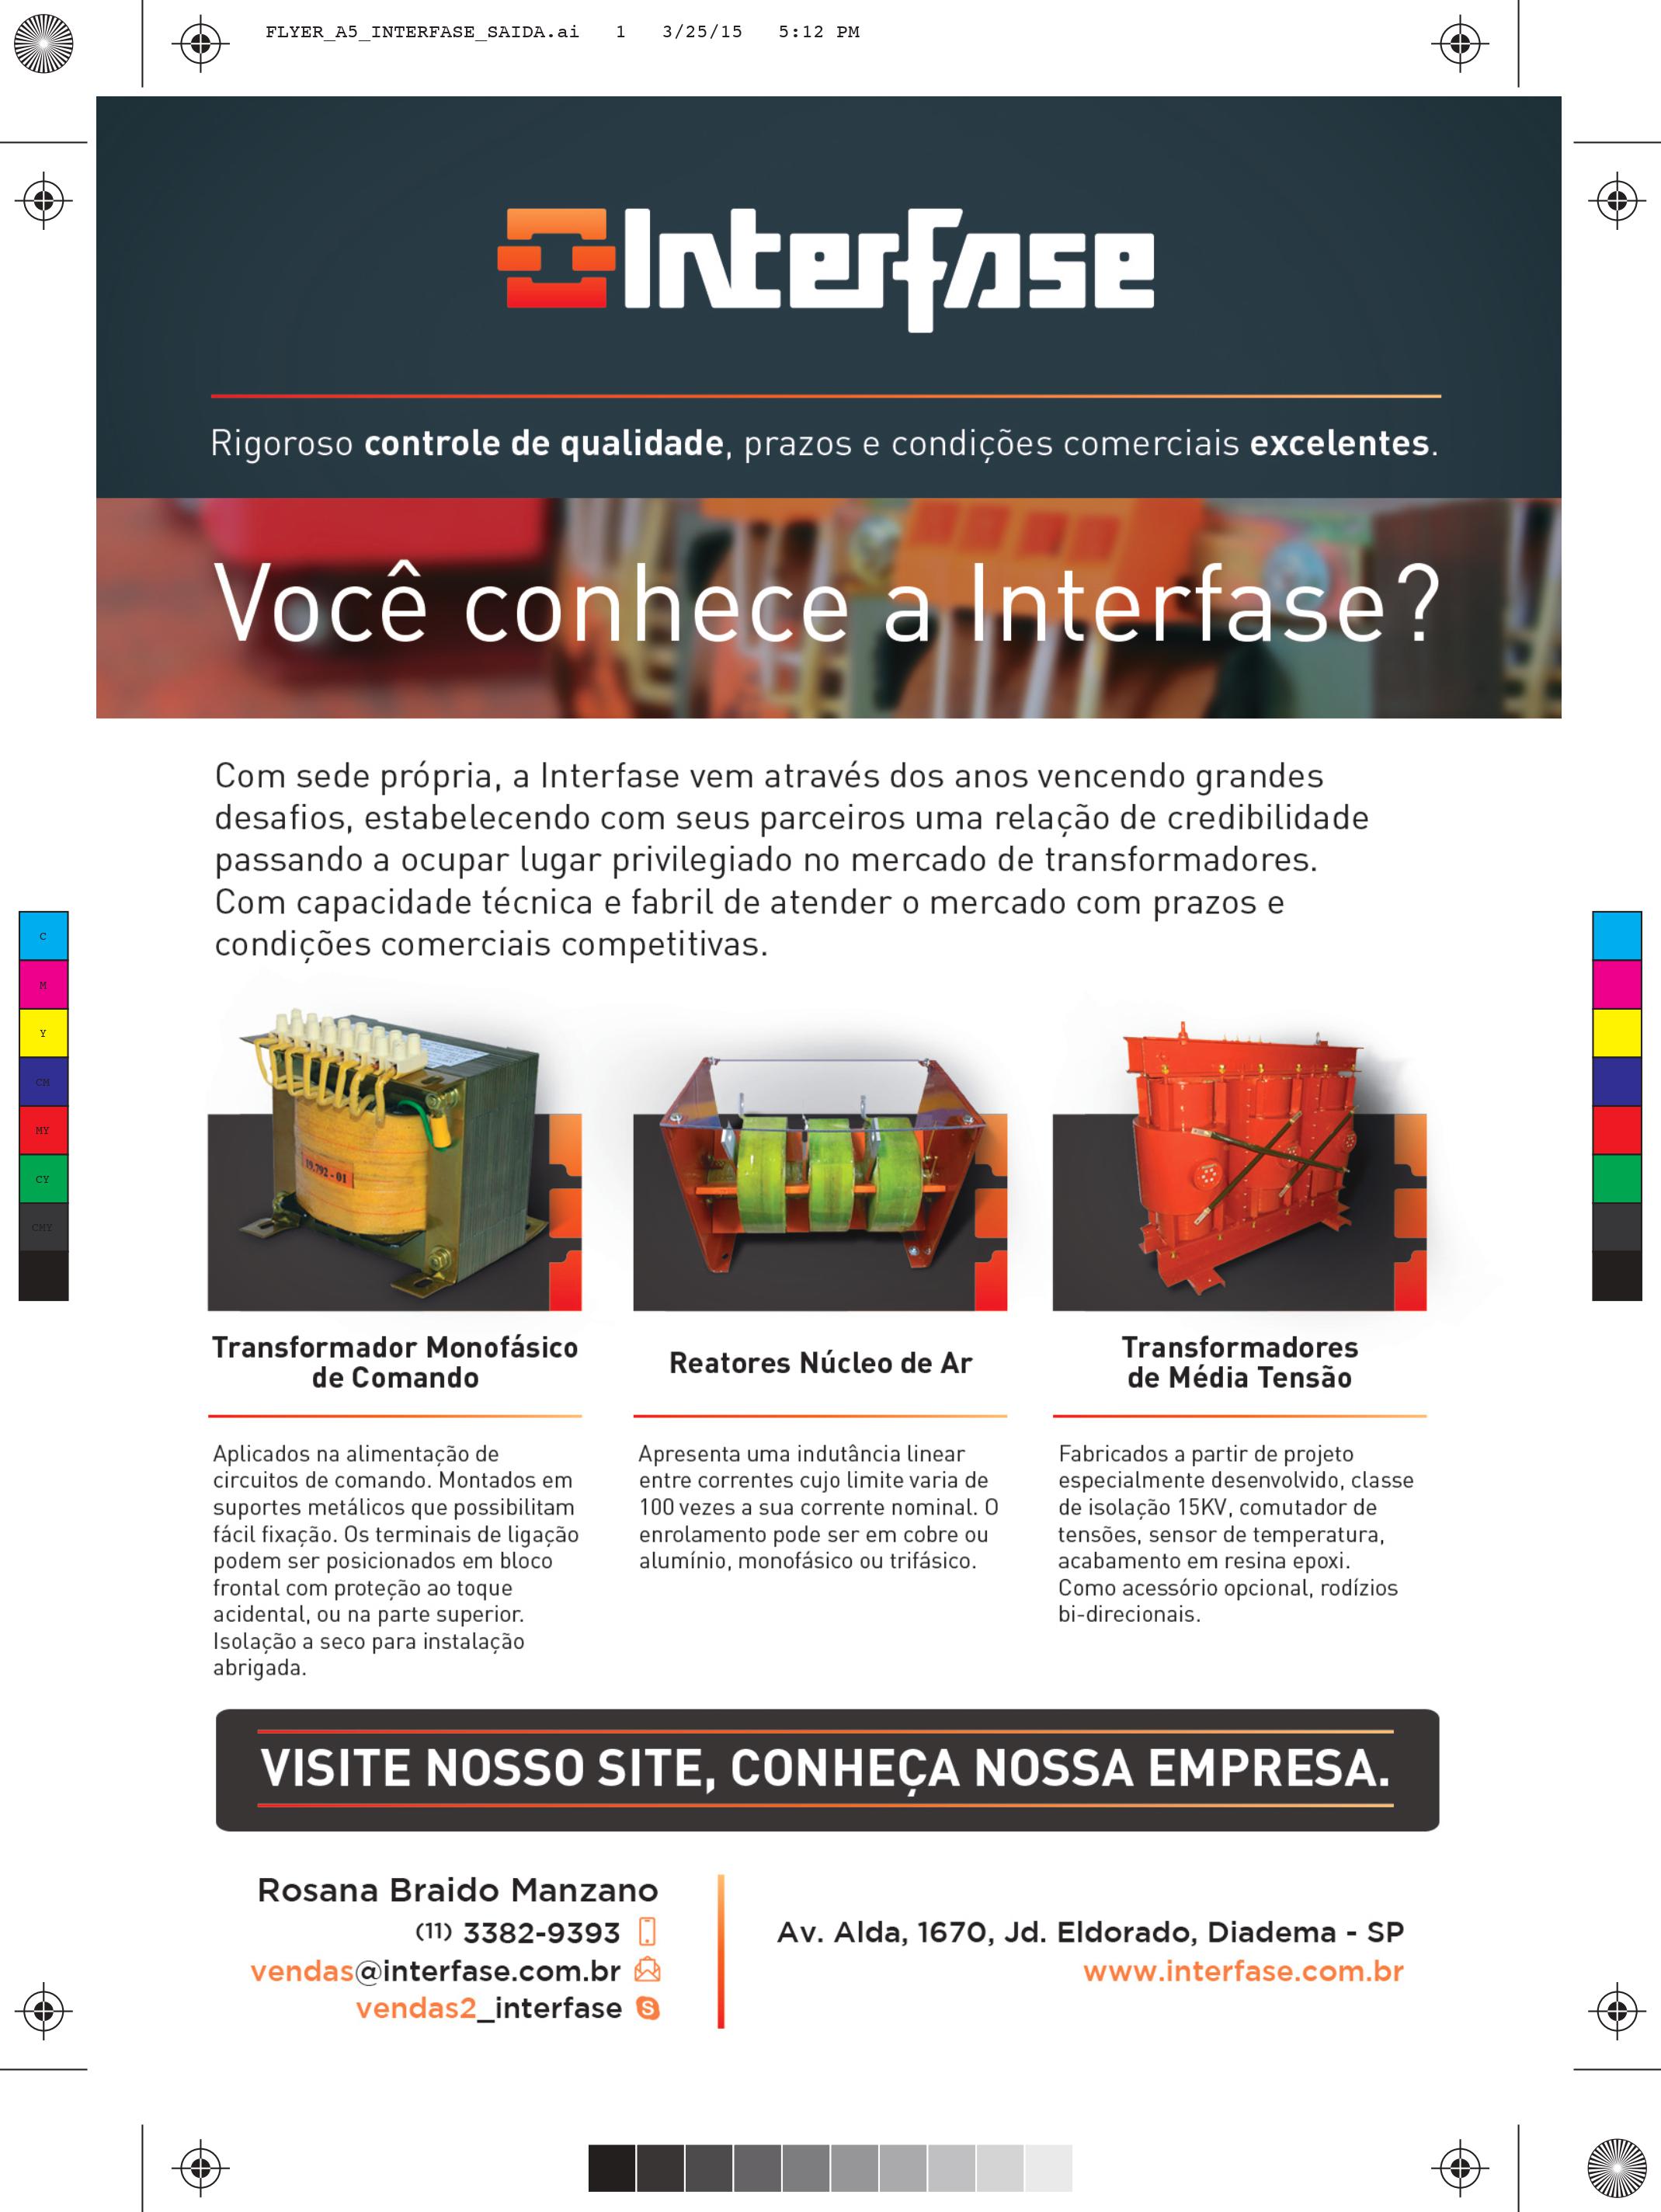 FLYER_A5_INTERFASE_SAIDA.ai 1 3/25/15 5:12 PM
Interfase
Rigoroso controle de qualidade, prazos e condições comerciais excelentes.
Você conhece a Interfase?
Com sede própria, a Interfase vem através dos anos vencendo grandes
desafios, estabelecendo com seus parceiros uma relação de credibilidade
passando a ocupar lugar privilegiado no mercado de transformadores.
Com capacidade técnica e fabril de atender o mercado com prazos e
condições comerciais competitivas.
C
M
Y
CM
MY
CY
CMY
19.792 - 01
Transformador Monofásico
de Comando
Aplicados na alimentação de
circuitos de comando. Montados em
suportes metálicos que possibilitam
fácil fixação. Os terminais de ligação
podem ser posicionados em bloco
frontal com proteção ao toque
acidental, ou na parte superior.
Isolação a seco para instalação
abrigada.
Reatores Núcleo de Ar
Apresenta uma indutância linear
entre correntes cujo limite varia de
100 vezes a sua corrente nominal. O
enrolamento pode ser em cobre ou
alumínio, monofásico ou trifásico.
Transformadores
de Média Tensão
Fabricados a partir de projeto
especialmente desenvolvido, classe
de isolação 15KV, comutador de
tensões, sensor de temperatura,
acabamento em resina epoxi.
Como acessório opcional, rodízios
bi-direcionais.
VISITE NOSSO SITE, CONHEÇA NOSSA EMPRESA.
Rosana Braido Manzano
(11) 3382-9393
vendas@interfase.com.br
vendas2_interfase
Av. Alda, 1670, Jd. Eldorado, Diadema - SP
www.interfase.com.br